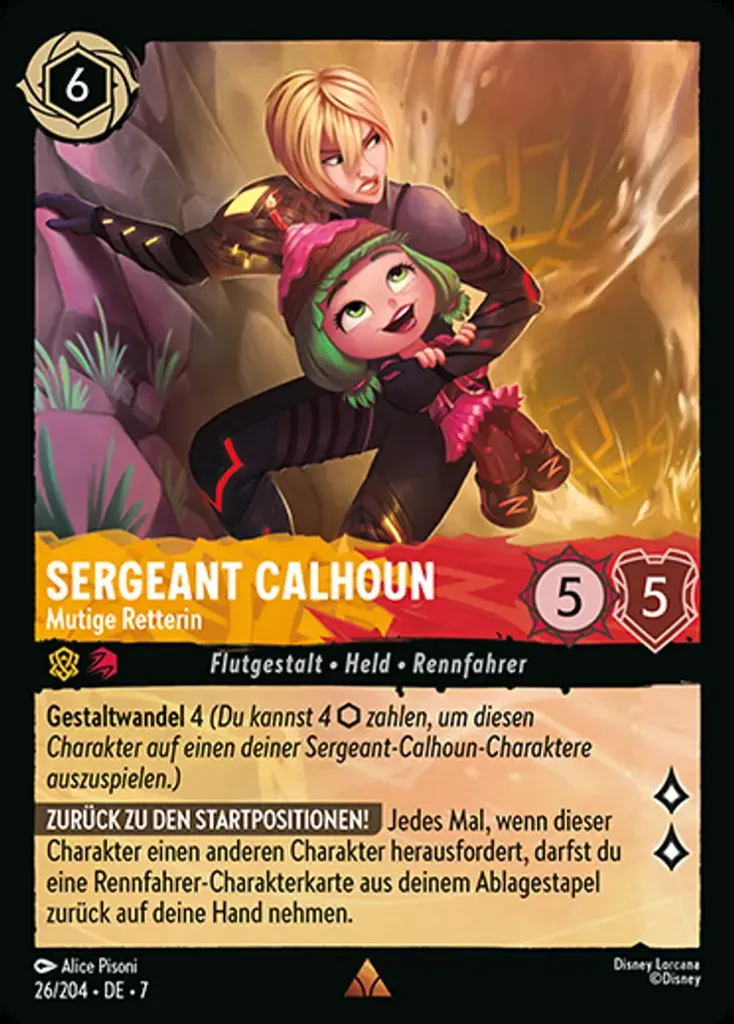 6
SERGEANT CALHOUN
Mutige Retterin
5
5
Flutgestalt • Held • Rennfahrer
Gestaltwandel 4 (Du kannst 4 ⬡ zahlen, um diesen
Charakter auf einen deiner Sergeant-Calhoun-Charaktere
auszuspielen.)
ZURÜCK ZU DEN STARTPOSITIONEN! Jedes Mal, wenn dieser
Charakter einen anderen Charakter herausfordert, darfst du
eine Rennfahrer-Charakterkarte aus deinem Ablagestapel
zurück auf deine Hand nehmen.
Alice Pisoni
26/204 • DE • 7
Disney Lorcana
©Disney